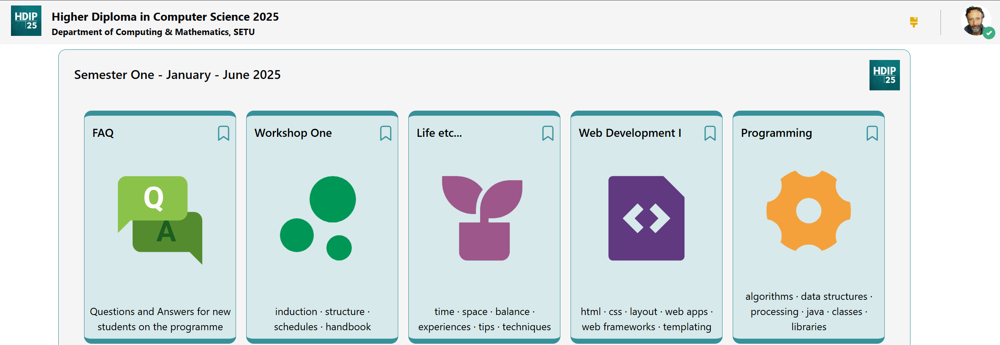 HDIP
25
Higher Diploma in Computer Science 2025
Department of Computing & Mathematics, SETU
Semester One - January - June 2025
HDIP
25
FAQ
Q
A
Questions and Answers for new
students on the programme
Workshop One
induction · structure ·
schedules · handbook
Life etc...
time · space · balance ·
experiences · tips · techniques
Web Development I
html · css · layout · web apps ·
web frameworks · templating
Programming
algorithms · data structures ·
processing · java · classes ·
libraries